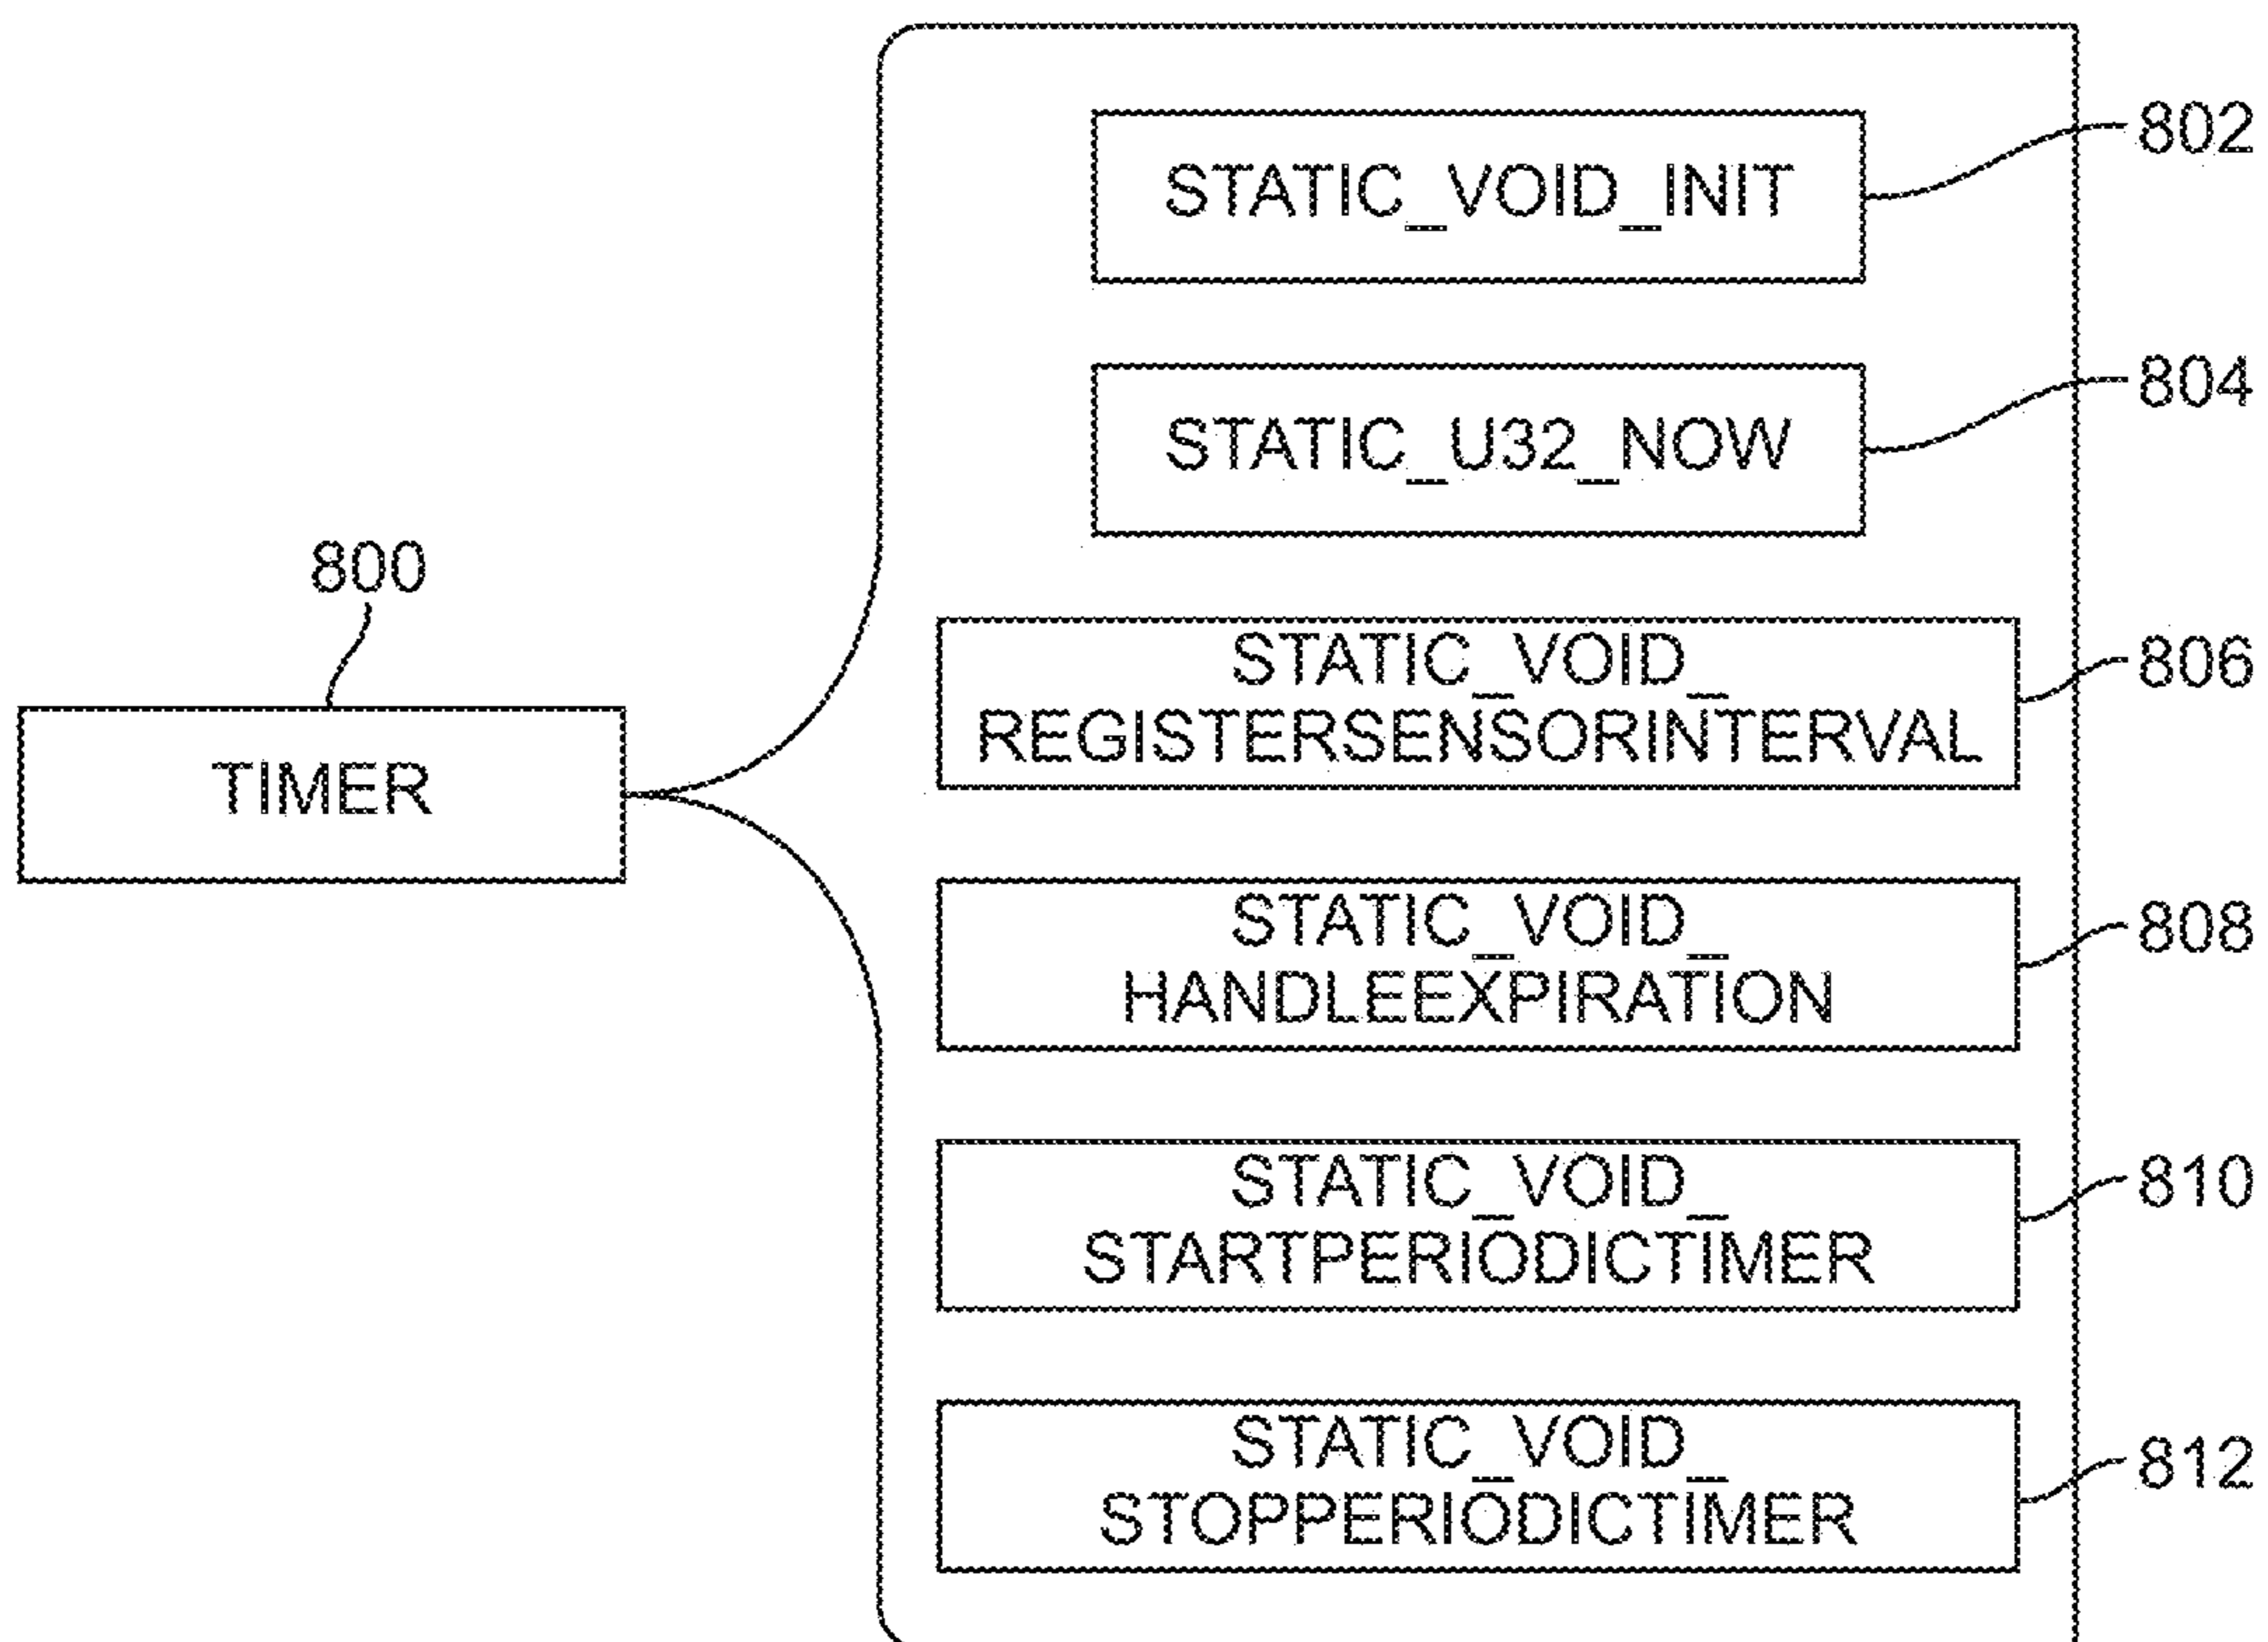 800
TIMER
STATIC_VOID_INIT
802
STATIC_U32_NOW
804
STATIC_VOID_
REGISTERSENSORINTERVAL
806
STATIC_VOID_
HANDLEEXPIRATION
808
STATIC_VOID_
STARTPERIODICTIMER
810
STATIC_VOID_
STOPPERIODICTIMER
812